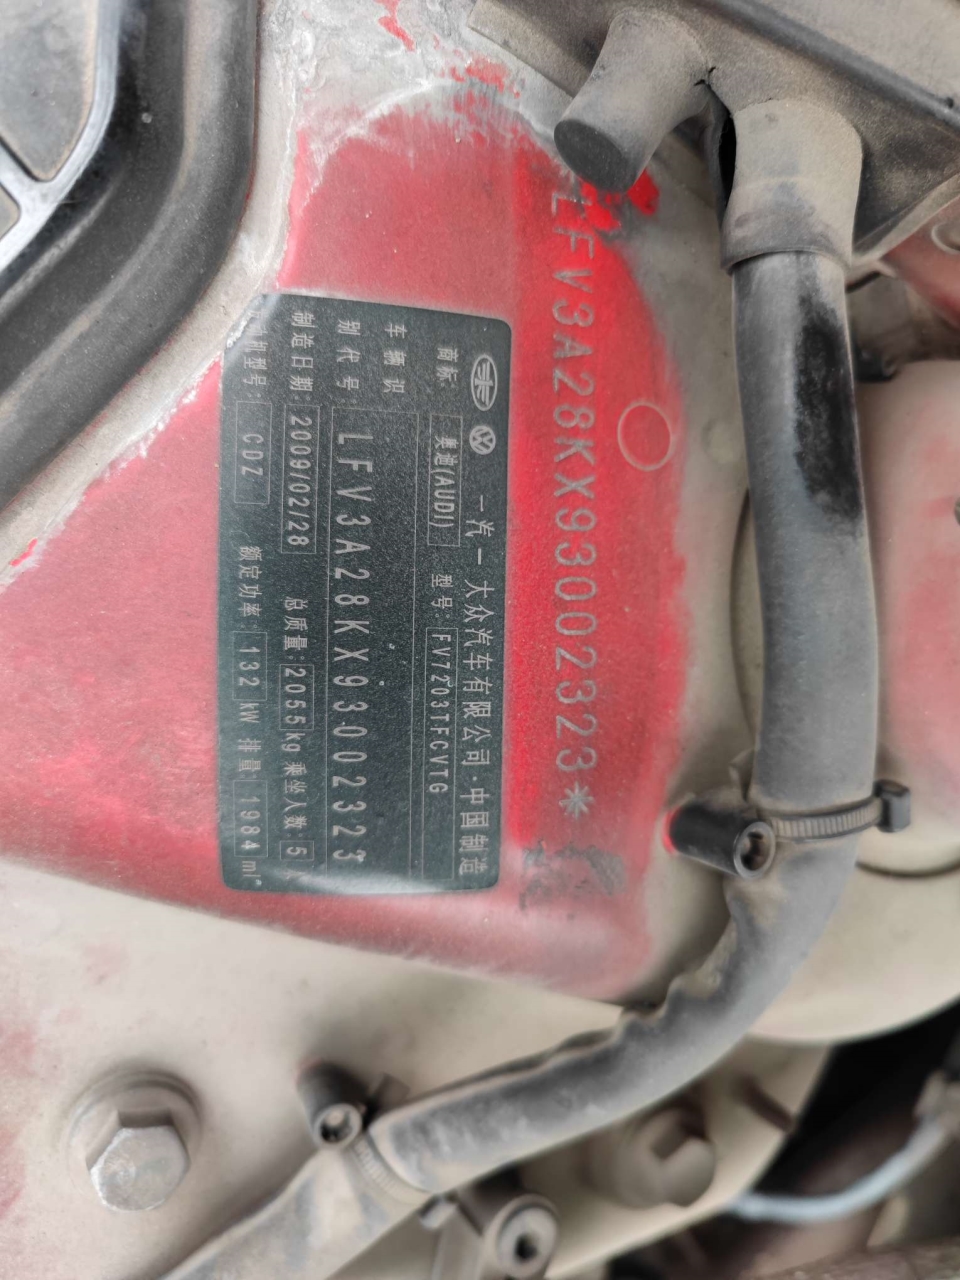 LFV3A28KX93002323*
一汽一大众汽车有限公司·中国制造
商标 奥迪(AUDI) 型号: FV7203TFCVTG
车辆识别代号 LFV3A28KX93002323
制造日期: 2009/02/28 总质量: 2055kg 乘坐人数: 5
机型号: CDZ 额定功率: 132 kW 排量: 1984 ml